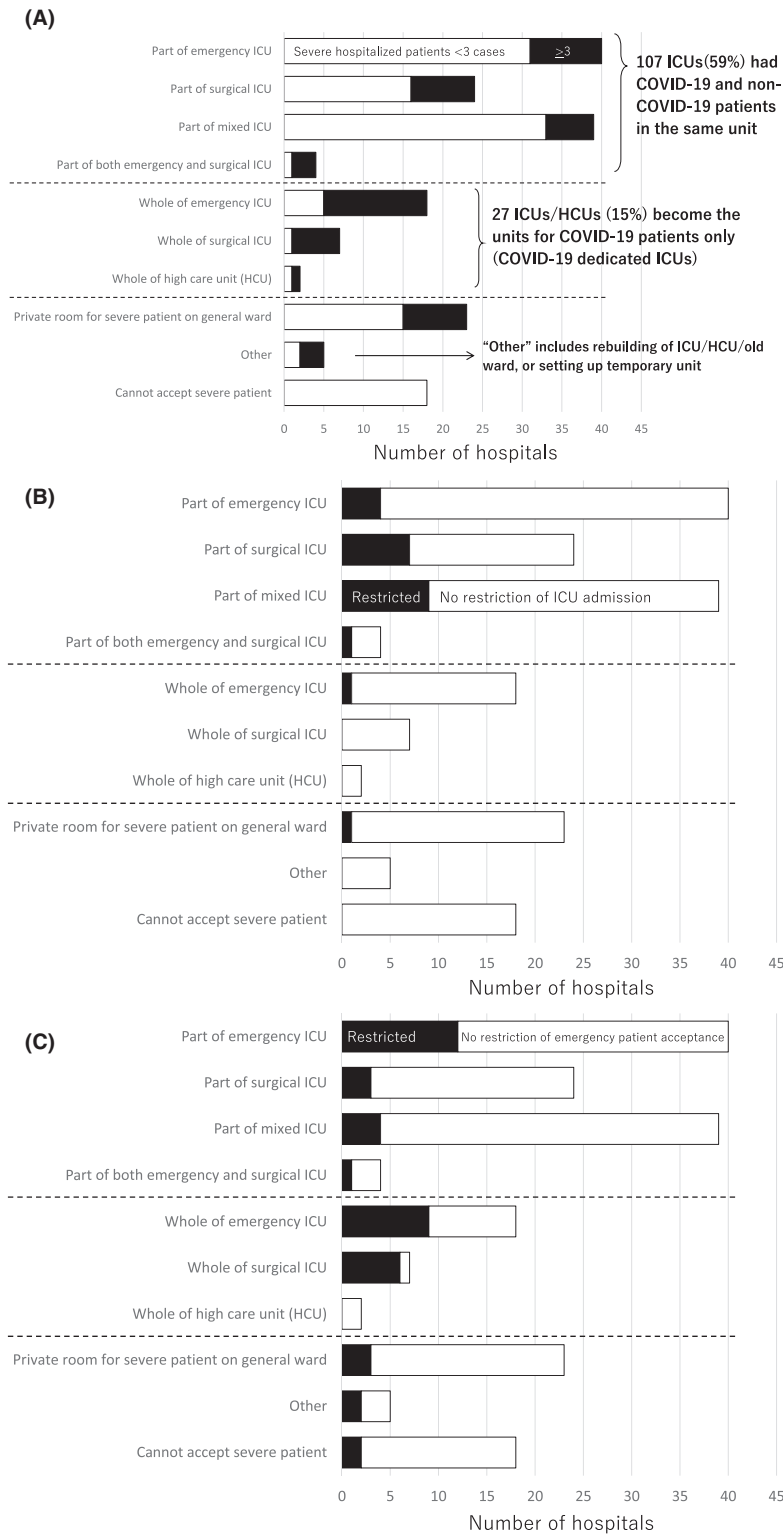 (A)
Part of emergency ICU
Severe hospitalized patients <3 cases
≥3
Part of surgical ICU
Part of mixed ICU
Part of both emergency and surgical ICU
107 ICUs(59%) had
COVID-19 and non-
COVID-19 patients
in the same unit
Whole of emergency ICU
Whole of surgical ICU
Whole of high care unit (HCU)
27 ICUs/HCUs (15%) become the
units for COVID-19 patients only
(COVID-19 dedicated ICUs)
Private room for severe patient on general ward
Other
Cannot accept severe patient
“Other” includes rebuilding of ICU/HCU/old
ward, or setting up temporary unit
0 5 10 15 20 25 30 35 40 45
Number of hospitals
(B)
Part of emergency ICU
Part of surgical ICU
Part of mixed ICU
Restricted
No restriction of ICU admission
Part of both emergency and surgical ICU
Whole of emergency ICU
Whole of surgical ICU
Whole of high care unit (HCU)
Private room for severe patient on general ward
Other
Cannot accept severe patient
0 5 10 15 20 25 30 35 40 45
Number of hospitals
(C)
Part of emergency ICU
Restricted
No restriction of emergency patient acceptance
Part of surgical ICU
Part of mixed ICU
Part of both emergency and surgical ICU
Whole of emergency ICU
Whole of surgical ICU
Whole of high care unit (HCU)
Private room for severe patient on general ward
Other
Cannot accept severe patient
0 5 10 15 20 25 30 35 40 45
Number of hospitals